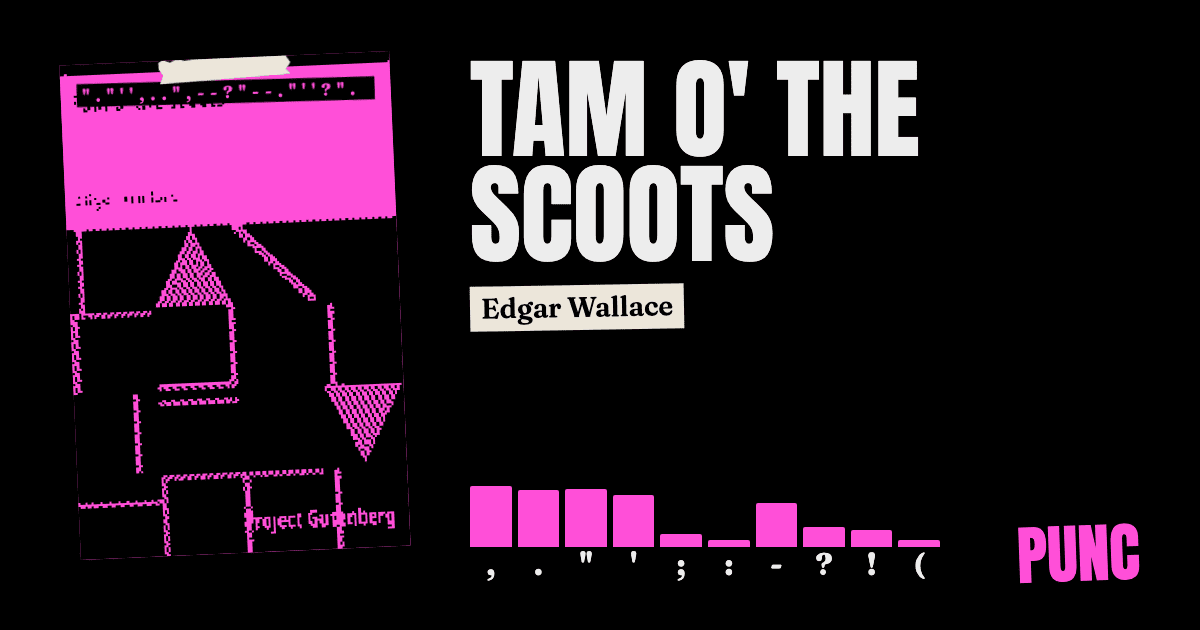 "."'',..",--?"--."''?".
TAM O' THE
SCOOTS
Edgar Wallace
Project Gutenberg
, . " ' ; : - ? ! (
PUNC